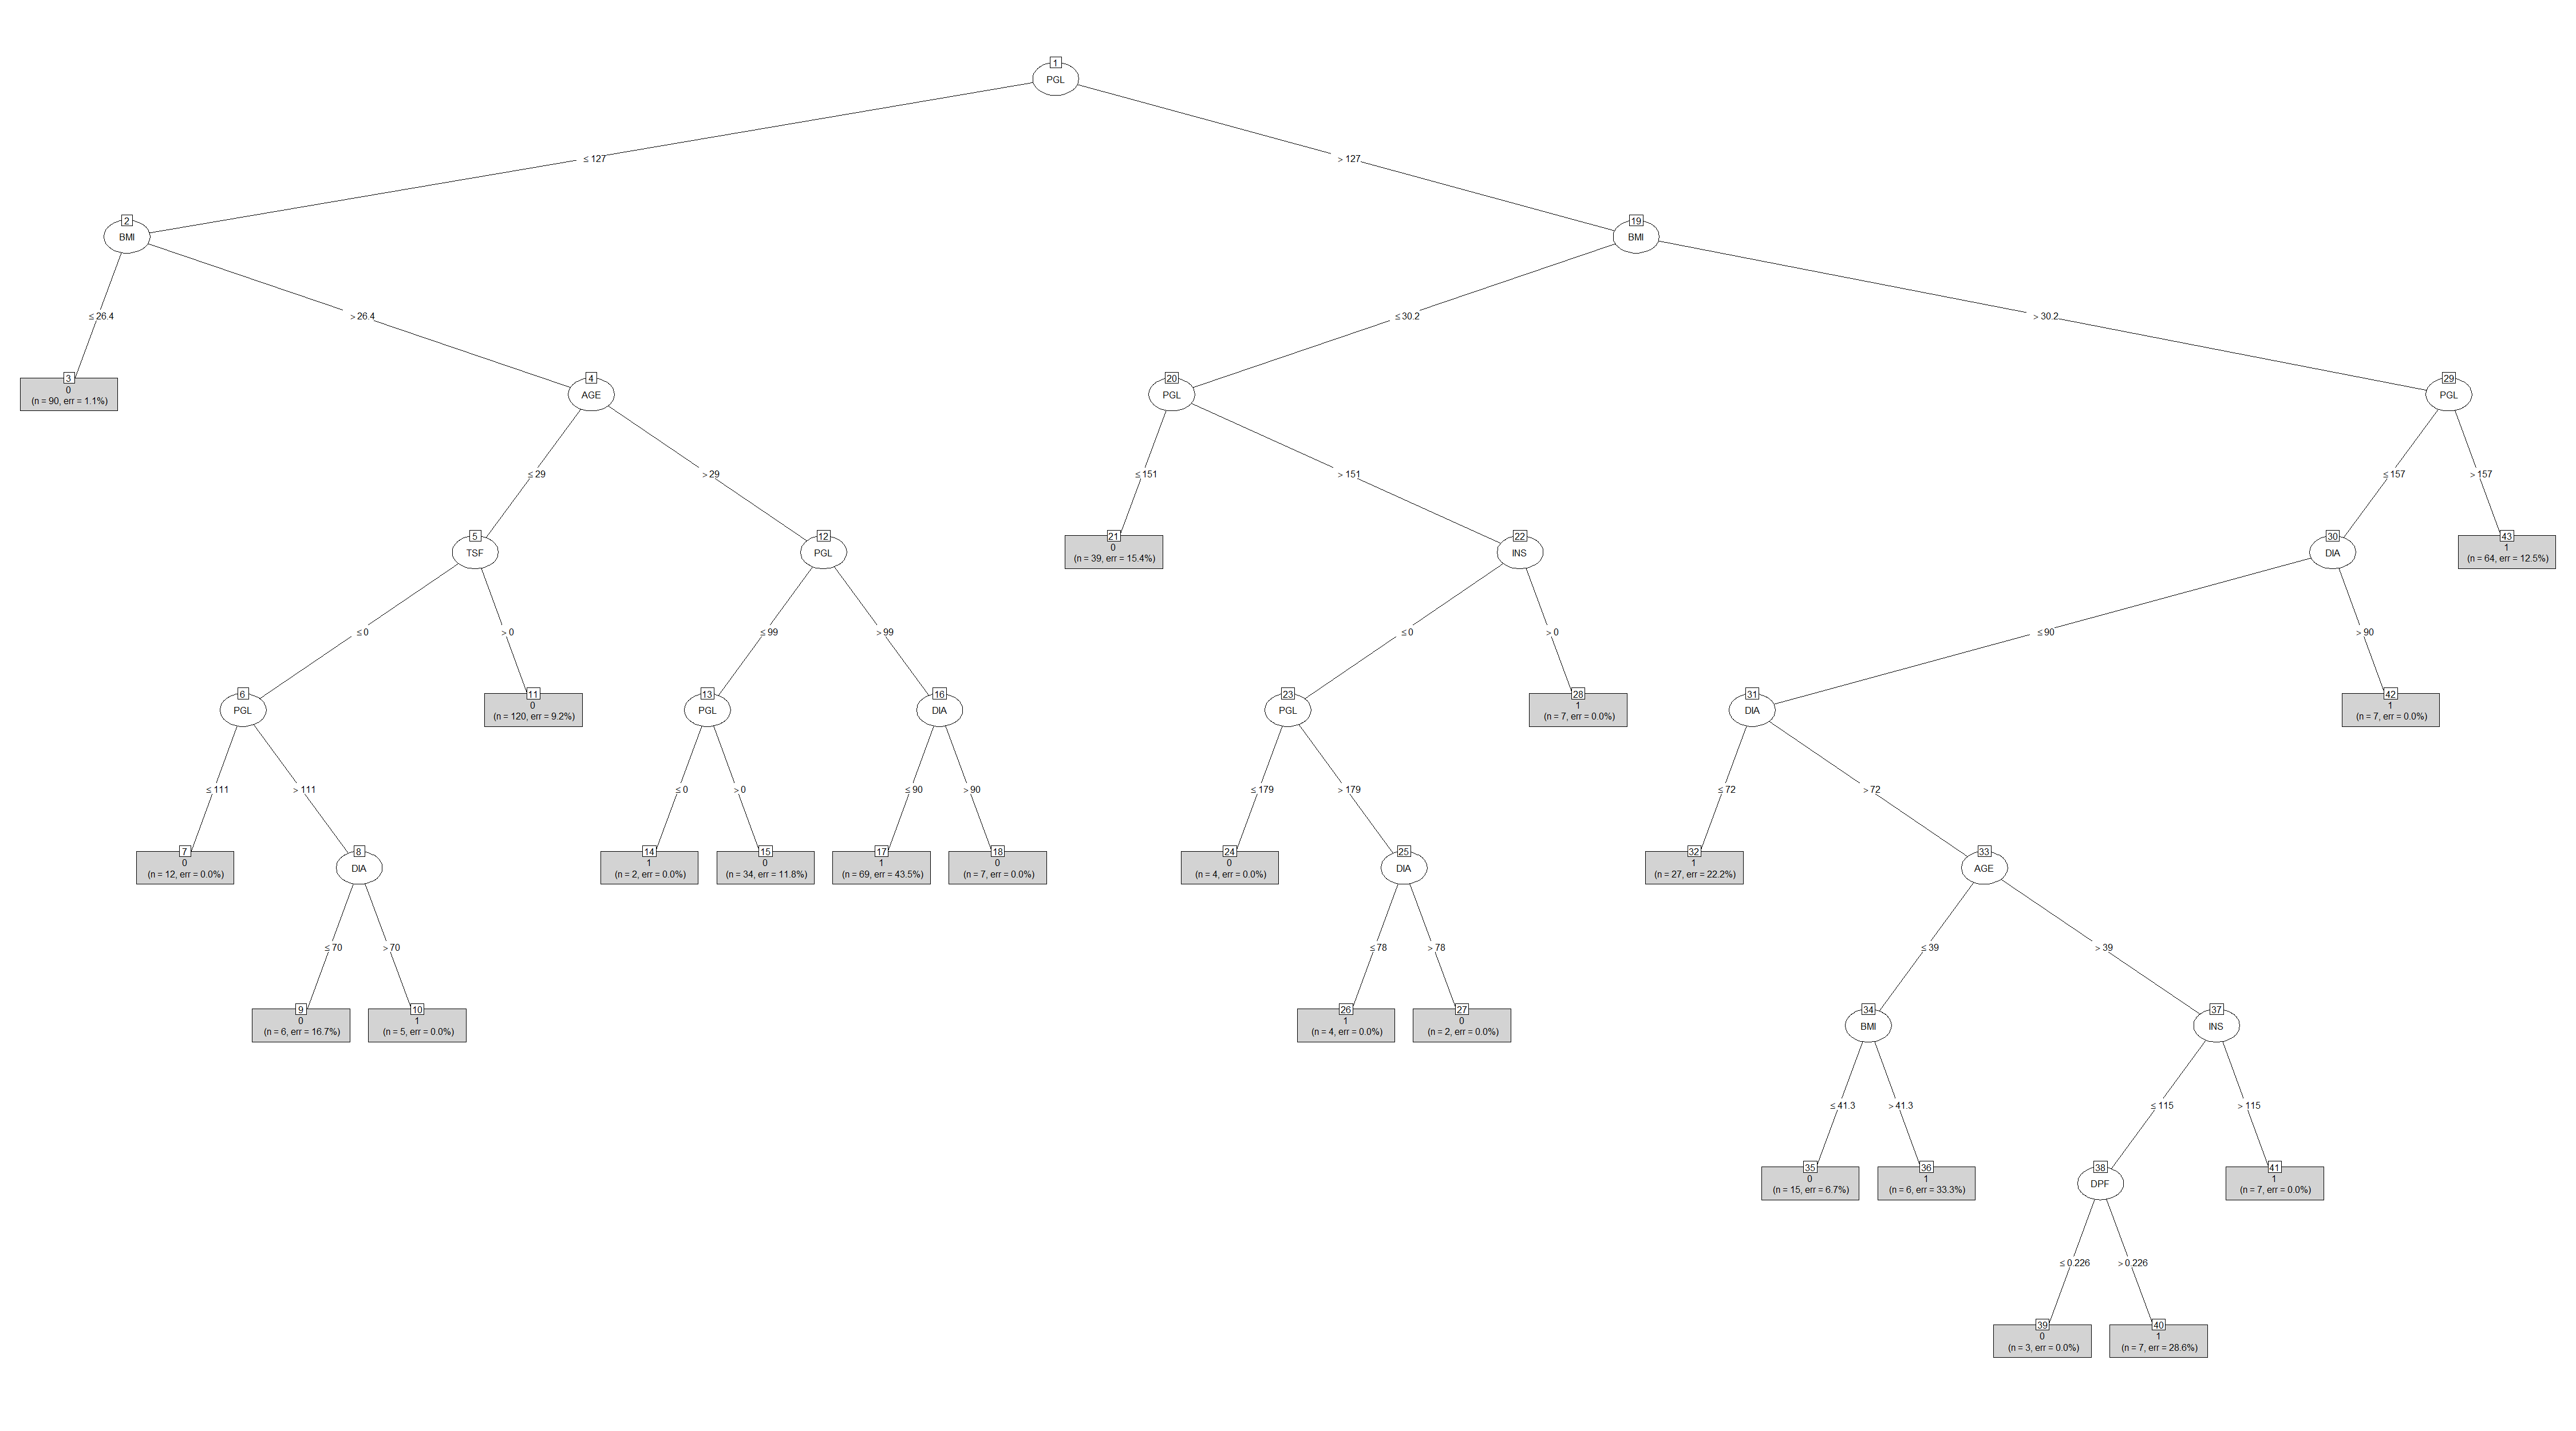 1
PGL
≤ 127
> 127
2
BMI
19
BMI
≤ 26.4
> 26.4
≤ 30.2
> 30.2
3
0
(n = 90, err = 1.1%)
4
AGE
20
PGL
29
PGL
≤ 29
> 29
≤ 151
> 151
≤ 157
> 157
5
TSF
12
PGL
21
0
(n = 39, err = 15.4%)
22
INS
30
DIA
43
1
(n = 64, err = 12.5%)
≤ 0
> 0
≤ 99
> 99
≤ 0
> 0
≤ 90
> 90
6
PGL
11
0
(n = 120, err = 9.2%)
13
PGL
16
DIA
23
PGL
28
1
(n = 7, err = 0.0%)
31
DIA
42
1
(n = 7, err = 0.0%)
≤ 111
> 111
≤ 0
> 0
≤ 90
> 90
≤ 179
> 179
≤ 72
> 72
7
0
(n = 12, err = 0.0%)
8
DIA
14
1
(n = 2, err = 0.0%)
15
0
(n = 34, err = 11.8%)
17
1
(n = 69, err = 43.5%)
18
0
(n = 7, err = 0.0%)
24
0
(n = 4, err = 0.0%)
25
DIA
32
1
(n = 27, err = 22.2%)
33
AGE
≤ 70
> 70
≤ 78
> 78
≤ 39
> 39
9
0
(n = 6, err = 16.7%)
10
1
(n = 5, err = 0.0%)
26
1
(n = 4, err = 0.0%)
27
0
(n = 2, err = 0.0%)
34
BMI
37
INS
≤ 41.3
> 41.3
≤ 115
> 115
35
0
(n = 15, err = 6.7%)
36
1
(n = 6, err = 33.3%)
38
DPF
41
1
(n = 7, err = 0.0%)
≤ 0.226
> 0.226
39
0
(n = 3, err = 0.0%)
40
1
(n = 7, err = 28.6%)